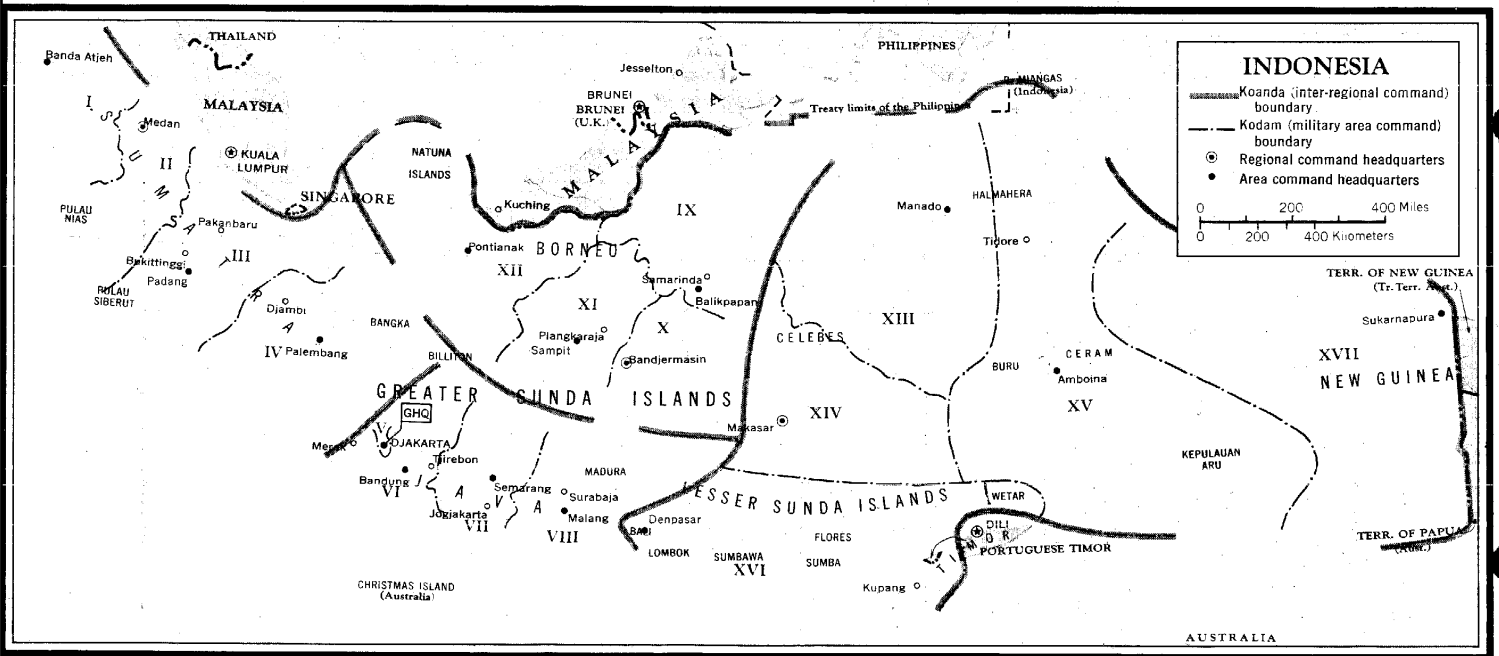 THAILAND
PHILIPPINES
INDONESIA
Koanda (inter-regional command)
boundary
Kodam (military area command)
boundary
Regional command headquarters
Area command headquarters
0 200 400 Miles
0 200 400 Kilometers
Banda Atjeh
Jesselton
MIANGAS
(Indonesia)
BRUNEI
BRUNEI
(U.K.)
MALAYSIA
MALAYSIA
Treaty limits of the Philippines
I
SUMATRA
Medan
II
KUALA
LUMPUR
NATUNA
ISLANDS
SINGAPORE
Kuching
HALMAHERA
PULAU
NIAS
Pakanbaru
IX
Manado
Pontianak
BORNEO
Tidore
III
Bukittinggi
Padang
XII
Samarinda
TERR. OF NEW GUINEA
(Tr. Terr. Aust.)
PULAU
SIBERUT
Djambi
XI
Balikpapan
Sukarnapura
BANGKA
X
XIII
Plangkaraja
Sampit
CELEBES
IV
Palembang
BILLITON
Bandjermasin
BURU
CERAM
Amboina
XVII
NEW GUINEA
GREATER SUNDA ISLANDS
GHQ
XIV
XV
V
Makasar
Merak
DJAKARTA
Tjirebon
KEPULAUAN
ARU
Bandung
VI
JAVA
MADURA
Semarang
Surabaja
LESSER SUNDA ISLANDS
WETAR
Jogjakarta
VII
Malang
VIII
BALI
Denpasar
DILI
FLORES
TIMOR
PORTUGUESE TIMOR
TERR. OF PAPUA
(Aust.)
LOMBOK
SUMBAWA
XVI
SUMBA
CHRISTMAS ISLAND
(Australia)
Kupang
AUSTRALIA